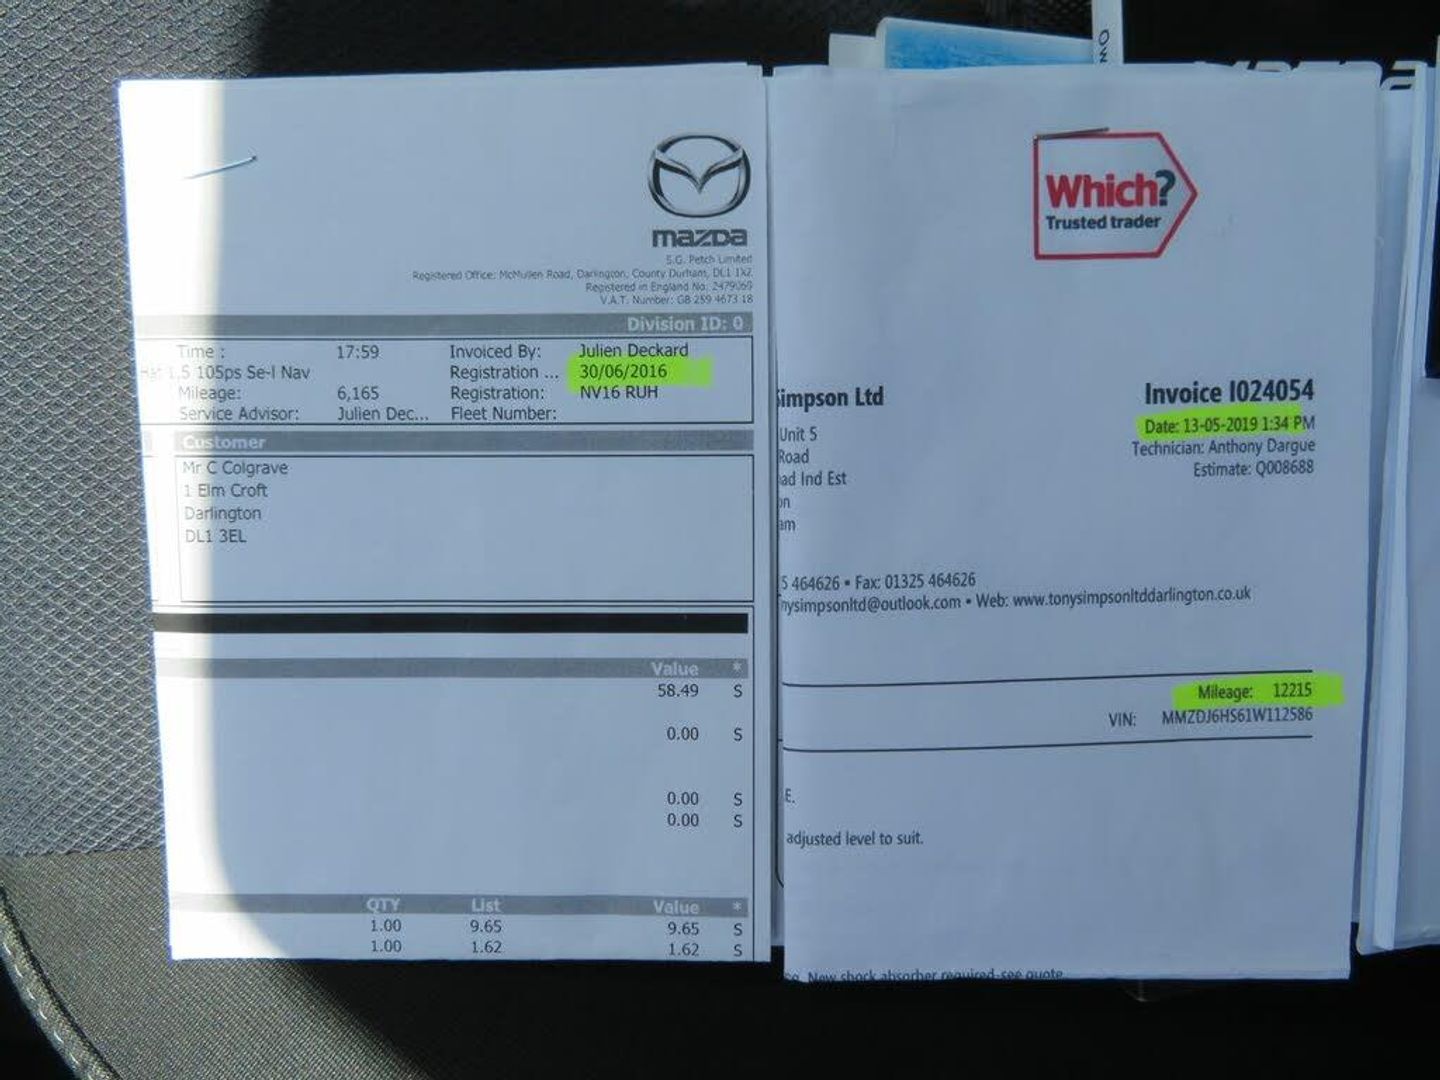 mazda
S.G. Petch Limited
Registered Office: McMullen Road, Darlington, County Durham, DL1 1XZ
Registered in England No: 2479069
V.A.T. Number: GB 259 4673 18
Division ID: 0
Time : 17:59 Invoiced By: Julien Deckard
1.5 105ps Se-l Nav Registration ... 30/06/2016
Mileage: 6,165 Registration: NV16 RUH
Service Advisor: Julien Dec... Fleet Number:
Customer
Mr C Colgrave
1 Elm Croft
Darlington
DL1 3EL
Value *
58.49 S
0.00 S
0.00 S
0.00 S
QTY List Value *
1.00 9.65 9.65 S
1.00 1.62 1.62 S
Which?
Trusted trader
Simpson Ltd
Invoice I024054
Unit 5
Date: 13-05-2019 1:34 PM
Road
Technician: Anthony Dargue
ad Ind Est
Estimate: Q008688
on
am
5 464626 • Fax: 01325 464626
nysimpsonltd@outlook.com • Web: www.tonysimpsonltddarlington.co.uk
Mileage: 12215
VIN: MMZDJ6HS61W112586
E.
adjusted level to suit.
New shock absorber required-see quote